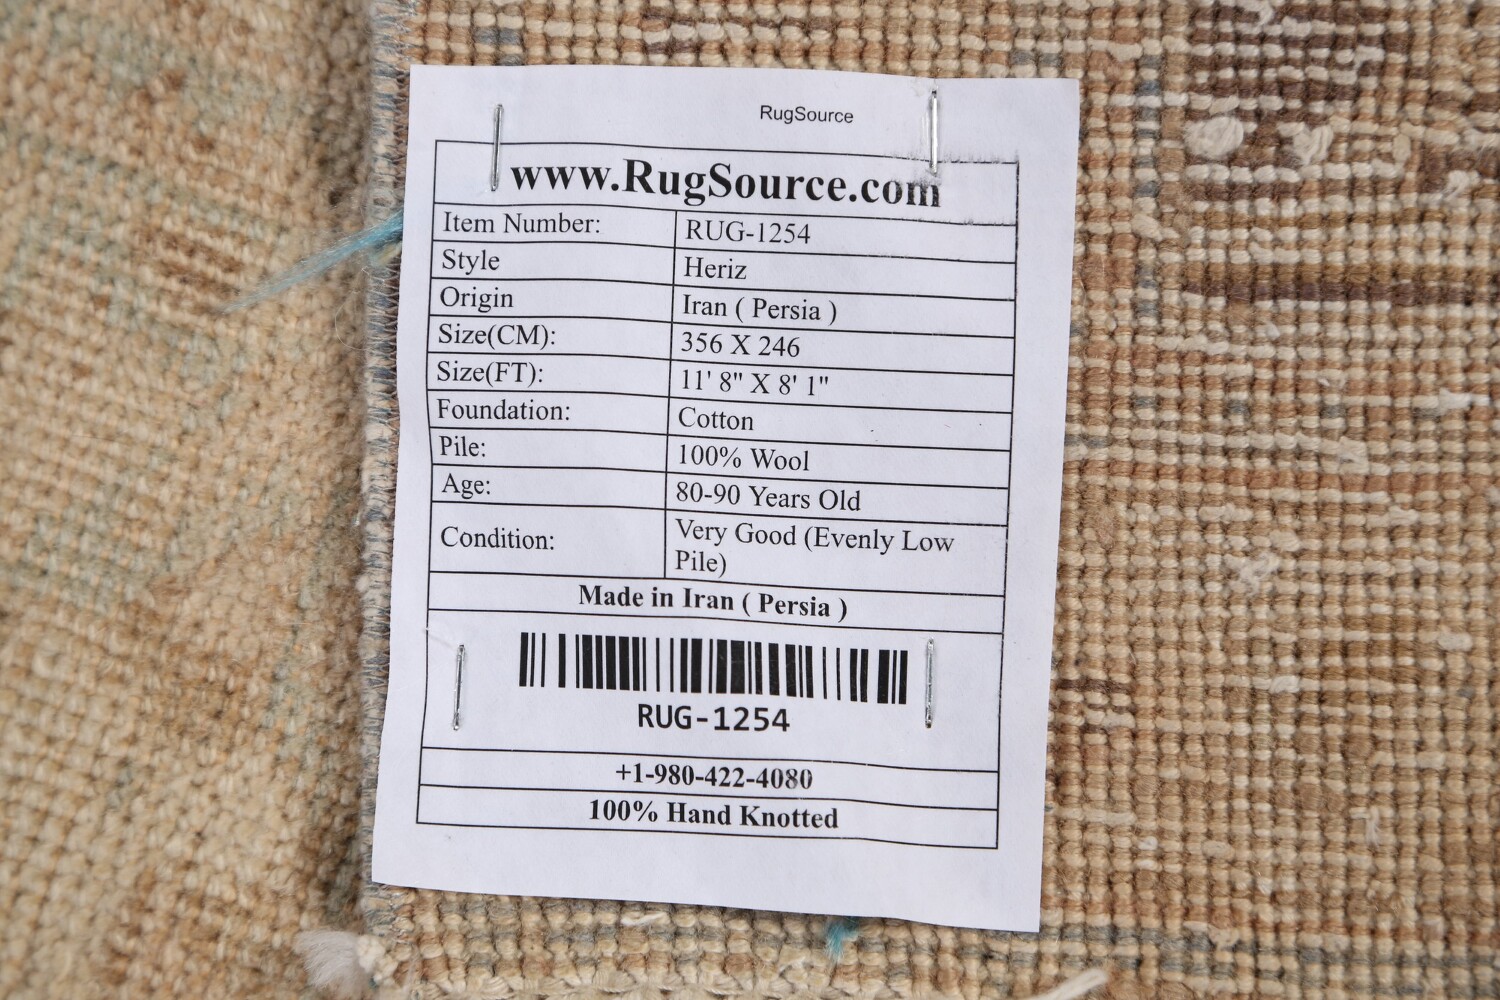 RugSource
www.RugSource.com
Item Number: RUG-1254
Style Heriz
Origin Iran ( Persia )
Size(CM): 356 X 246
Size(FT): 11' 8" X 8' 1"
Foundation: Cotton
Pile: 100% Wool
Age: 80-90 Years Old
Condition: Very Good (Evenly Low
Pile)
Made in Iran ( Persia )
RUG-1254
+1-980-422-4080
100% Hand Knotted